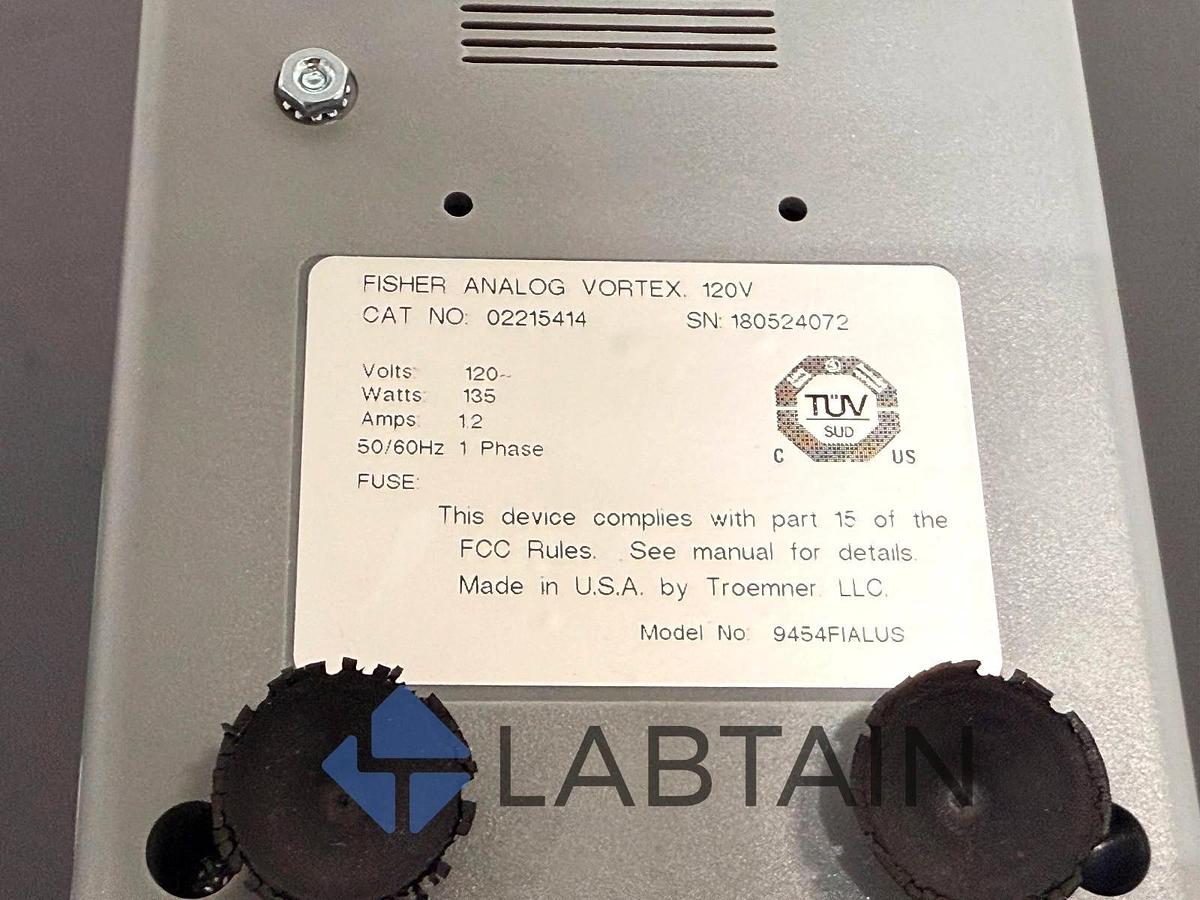 FISHER ANALOG VORTEX, 120V
CAT NO: 02215414 SN: 180524072
Volts: 120~
Watts: 135
Amps: 1.2
50/60Hz 1 Phase
FUSE:
TÜV
SUD
C US
This device complies with part 15 of the
FCC Rules. See manual for details.
Made in U.S.A. by Troemner, LLC.
Model No: 9454FIALUS
LABTAIN